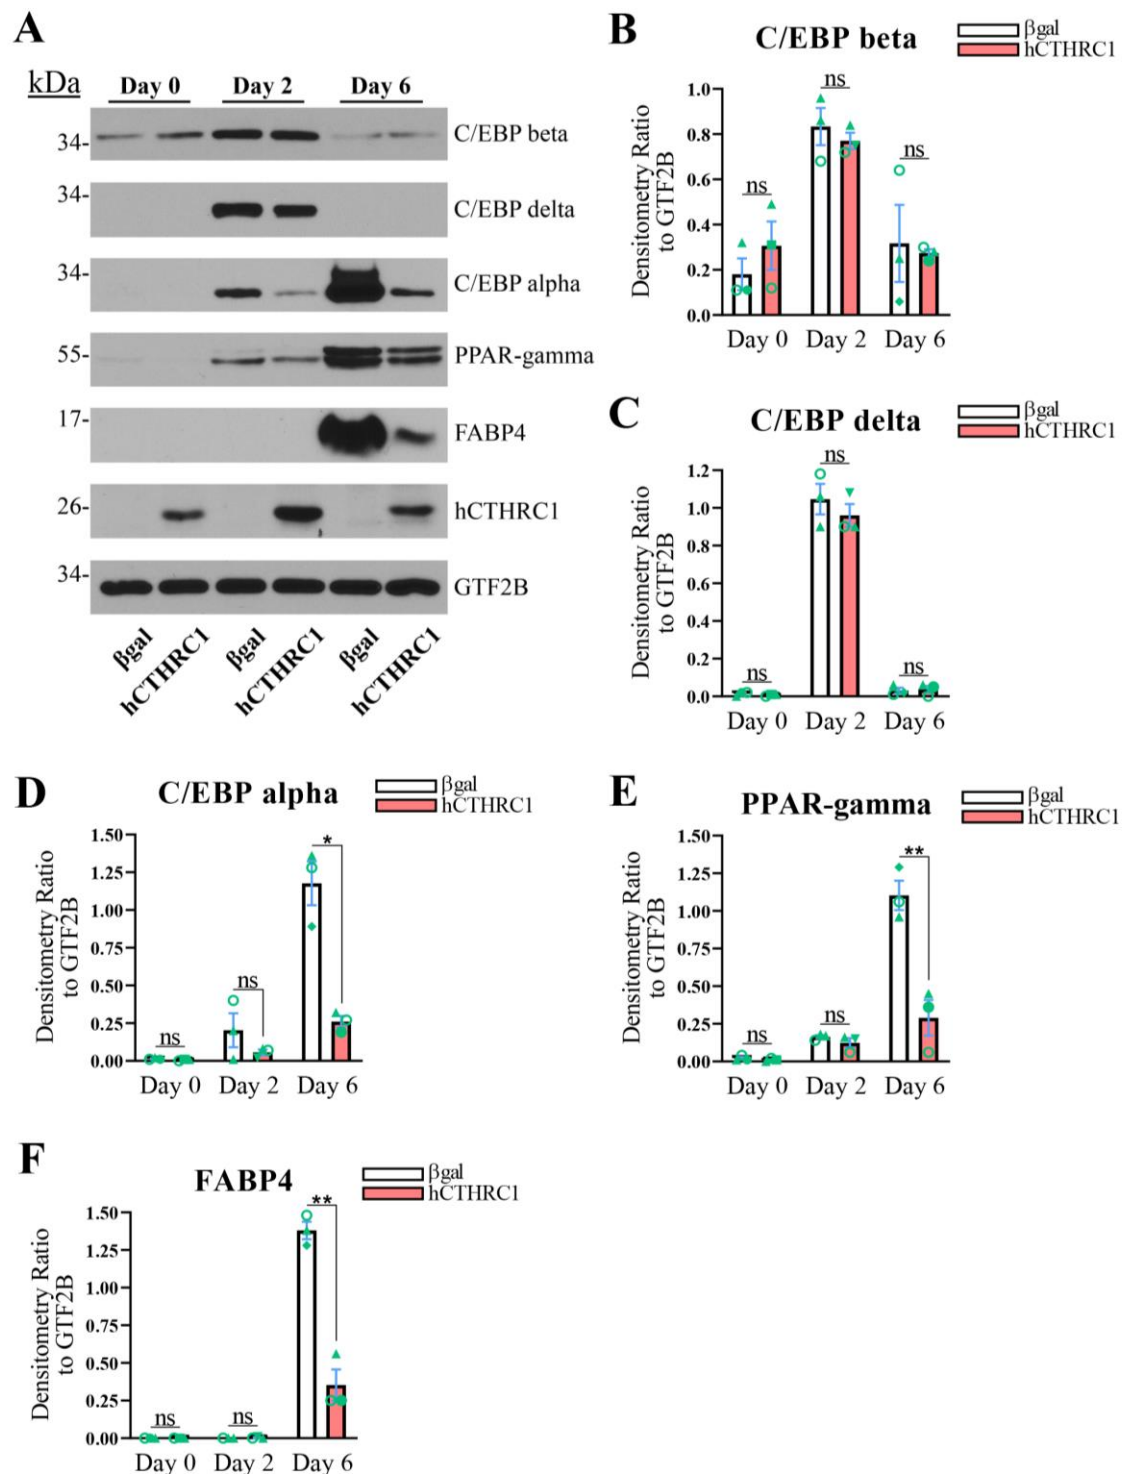 A
kDa
Day 0 Day 2 Day 6
34- C/EBP beta
34- C/EBP delta
34- C/EBP alpha
55- PPAR-gamma
17- FABP4
26- hCTHRC1
34- GTF2B
βgal hCTHRC1 βgal hCTHRC1 βgal hCTHRC1
B
C/EBP beta
βgal
hCTHRC1
Densitometry Ratio
to GTF2B
1.0
0.8
0.6
0.4
0.2
0.0
ns ns ns
Day 0 Day 2 Day 6
C
C/EBP delta
βgal
hCTHRC1
Densitometry Ratio
to GTF2B
1.2
1.0
0.8
0.6
0.4
0.2
0.0
ns ns ns
Day 0 Day 2 Day 6
D
C/EBP alpha
βgal
hCTHRC1
Densitometry Ratio
to GTF2B
1.50
1.25
1.00
0.75
0.50
0.25
0.00
ns ns *
Day 0 Day 2 Day 6
E
PPAR-gamma
βgal
hCTHRC1
Densitometry Ratio
to GTF2B
1.50
1.25
1.00
0.75
0.50
0.25
0.00
ns ns **
Day 0 Day 2 Day 6
F
FABP4
βgal
hCTHRC1
Densitometry Ratio
to GTF2B
1.50
1.25
1.00
0.75
0.50
0.25
0.00
ns ns **
Day 0 Day 2 Day 6